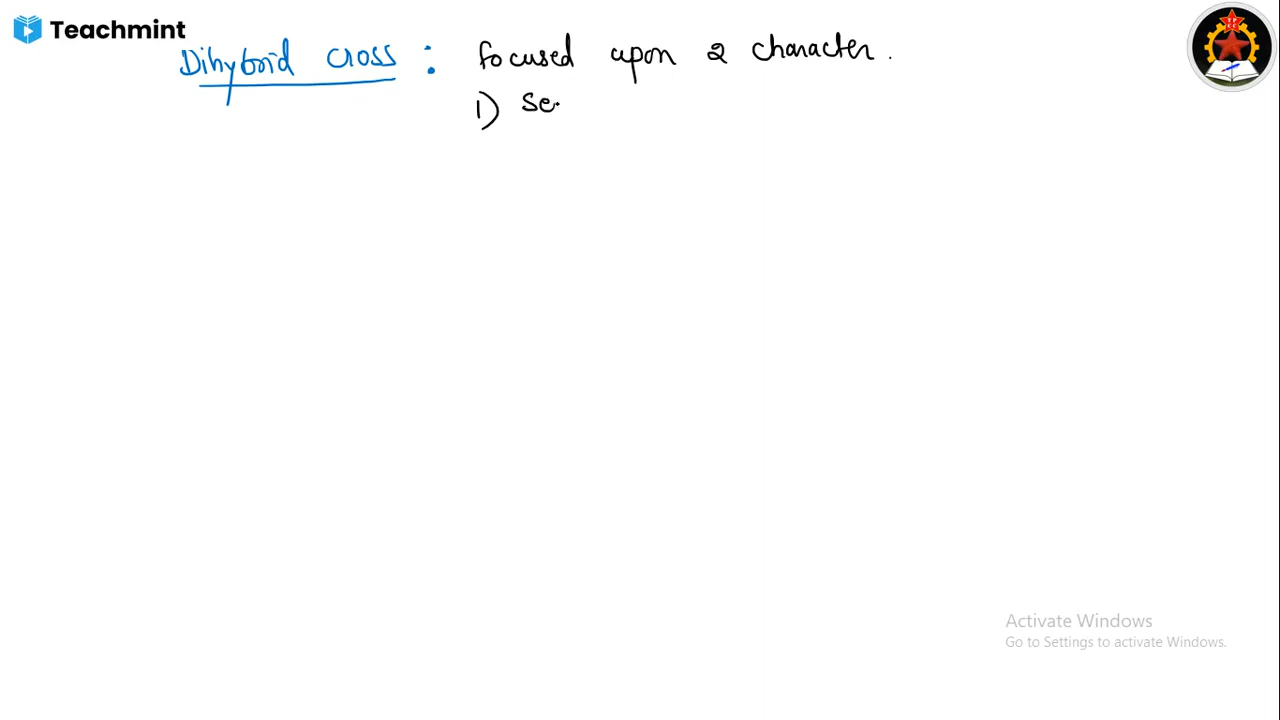 Teachmint
Dihybrid cross : focused upon 2 character.
1) Se
Activate Windows
Go to Settings to activate Windows.